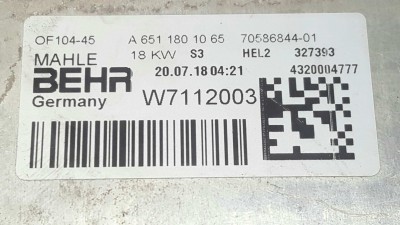 OF104-45 A 651 180 10 65 70586844-01
MAHLE 18 KW S3 HEL2 327393
BEHR 20.07.18 04:21 4320004777
Germany W7112003